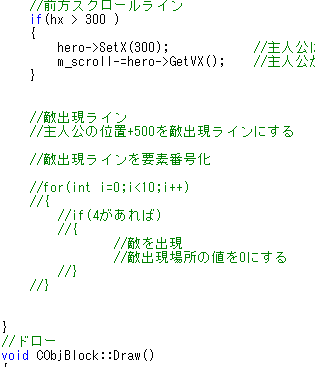 //前方スクロールライン
if(hx > 300 )
{
hero->SetX(300); //主人公に
m_scroll-=hero->GetVX(); //主人公が
}
//敵出現ライン
//主人公の位置+500を敵出現ラインにする
//敵出現ラインを要素番号化
//for(int i=0;i<10;i++)
//{
//if(4があれば)
//{
//敵を出現
//敵出現場所の値を0にする
//}
//}
}
//ドロー
void CObjBlock::Draw()
{